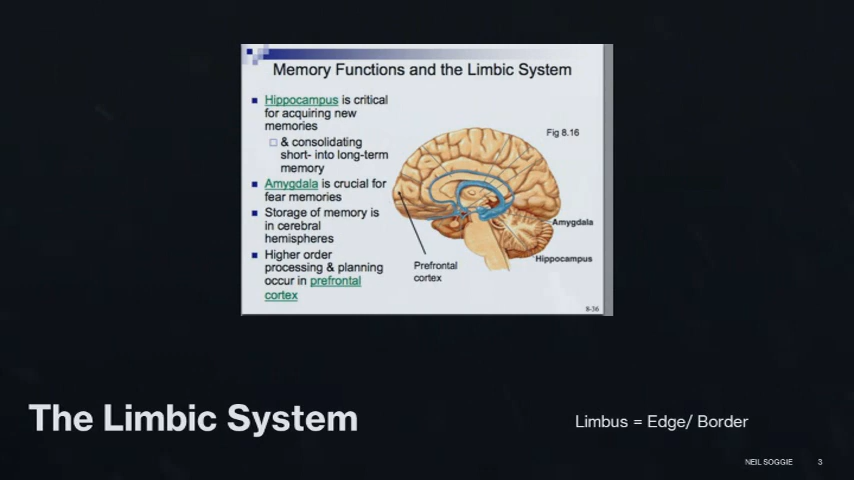 Memory Functions and the Limbic System
■ Hippocampus is critical
for acquiring new
memories
□ & consolidating
short- into long-term
memory
■ Amygdala is crucial for
fear memories
■ Storage of memory is
in cerebral
hemispheres
■ Higher order
processing & planning
occur in prefrontal
cortex
Fig 8.16
Amygdala
Hippocampus
Prefrontal
cortex
8-36
The Limbic System
Limbus = Edge/ Border
NEIL SOGGIE
3